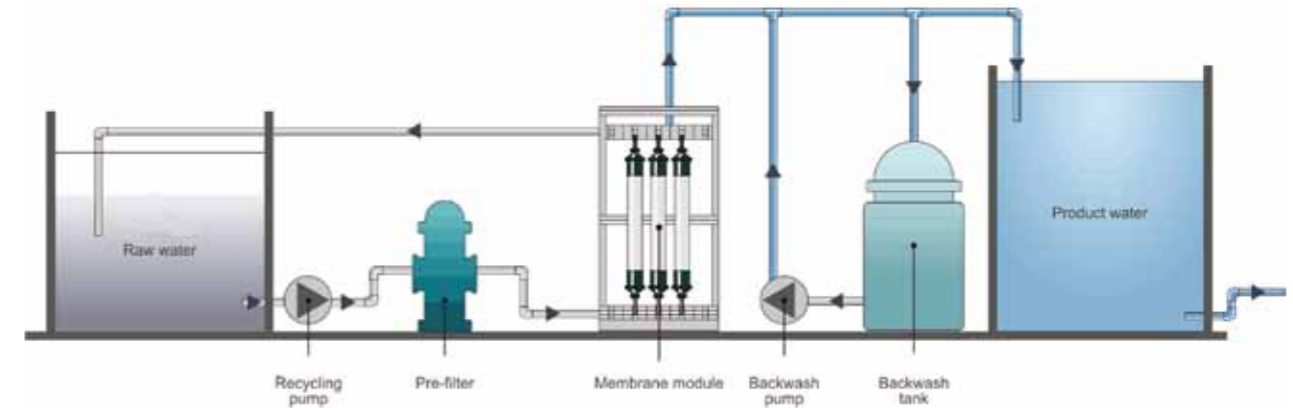 Raw water
Product water
Recycling
pump
Pre-filter
Membrane module
Backwash
pump
Backwash
tank